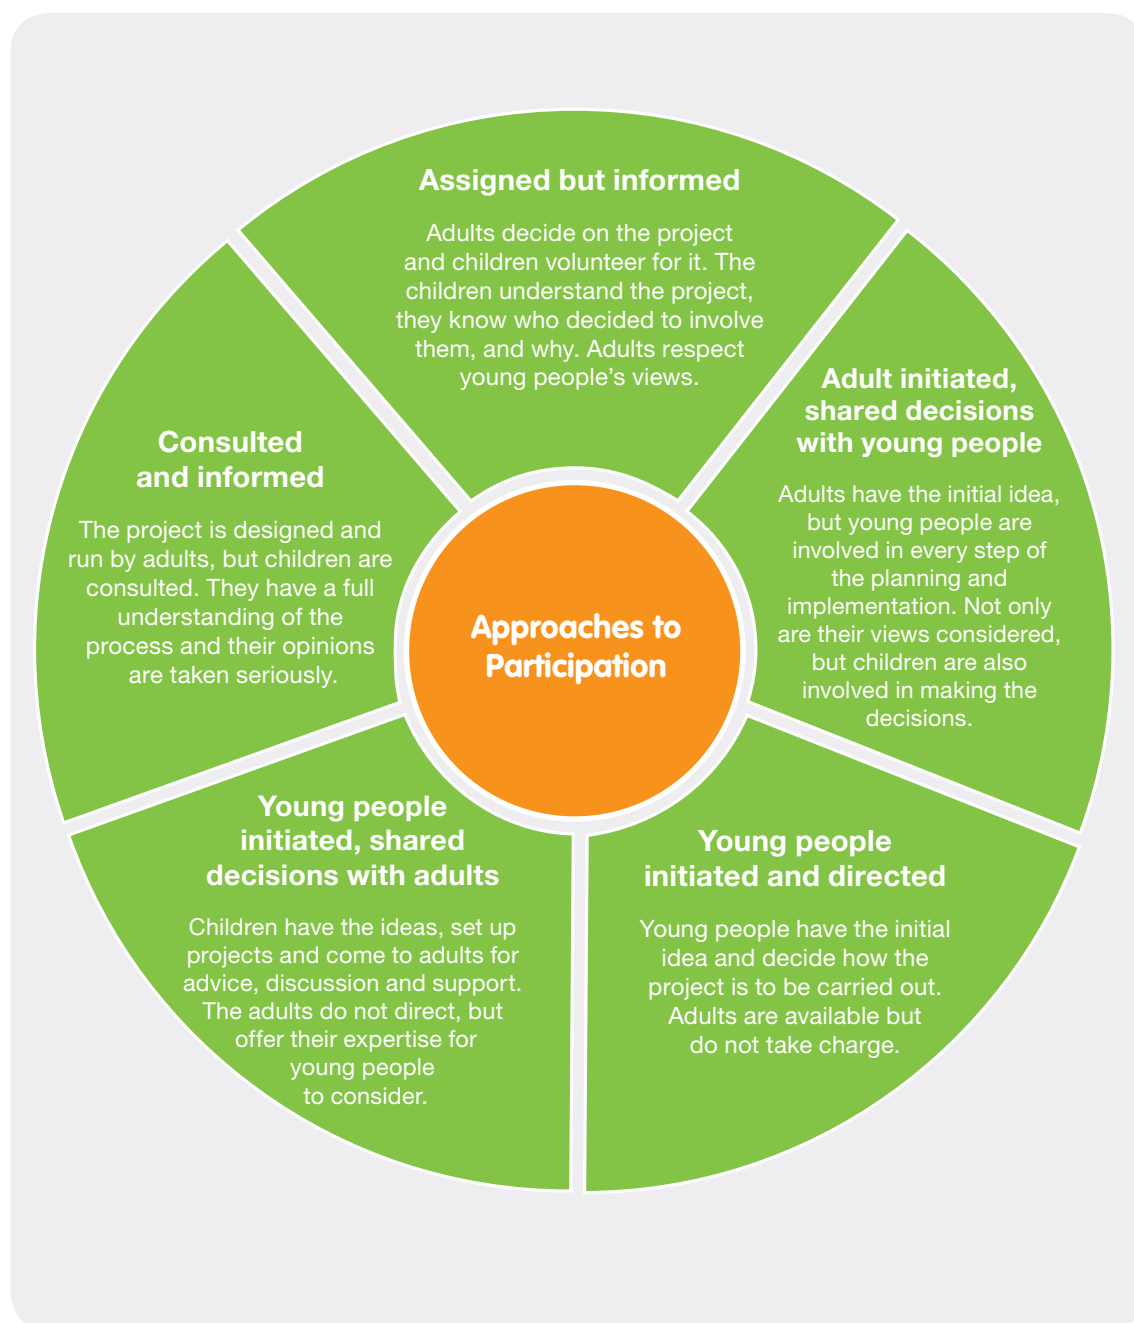 Assigned but informed
Adults decide on the project
and children volunteer for it. The
children understand the project,
they know who decided to involve
them, and why. Adults respect
young people’s views.
Adult initiated,
shared decisions
with young people
Adults have the initial idea,
but young people are
involved in every step of
the planning and
implementation. Not only
are their views considered,
but children are also
involved in making the
decisions.
Young people
initiated and directed
Young people have the initial
idea and decide how the
project is to be carried out.
Adults are available but
do not take charge.
Young people
initiated, shared
decisions with adults
Children have the ideas, set up
projects and come to adults for
advice, discussion and support.
The adults do not direct, but
offer their expertise for
young people
to consider.
Consulted
and informed
The project is designed and
run by adults, but children are
consulted. They have a full
understanding of the
process and their opinions
are taken seriously.
Approaches to
Participation